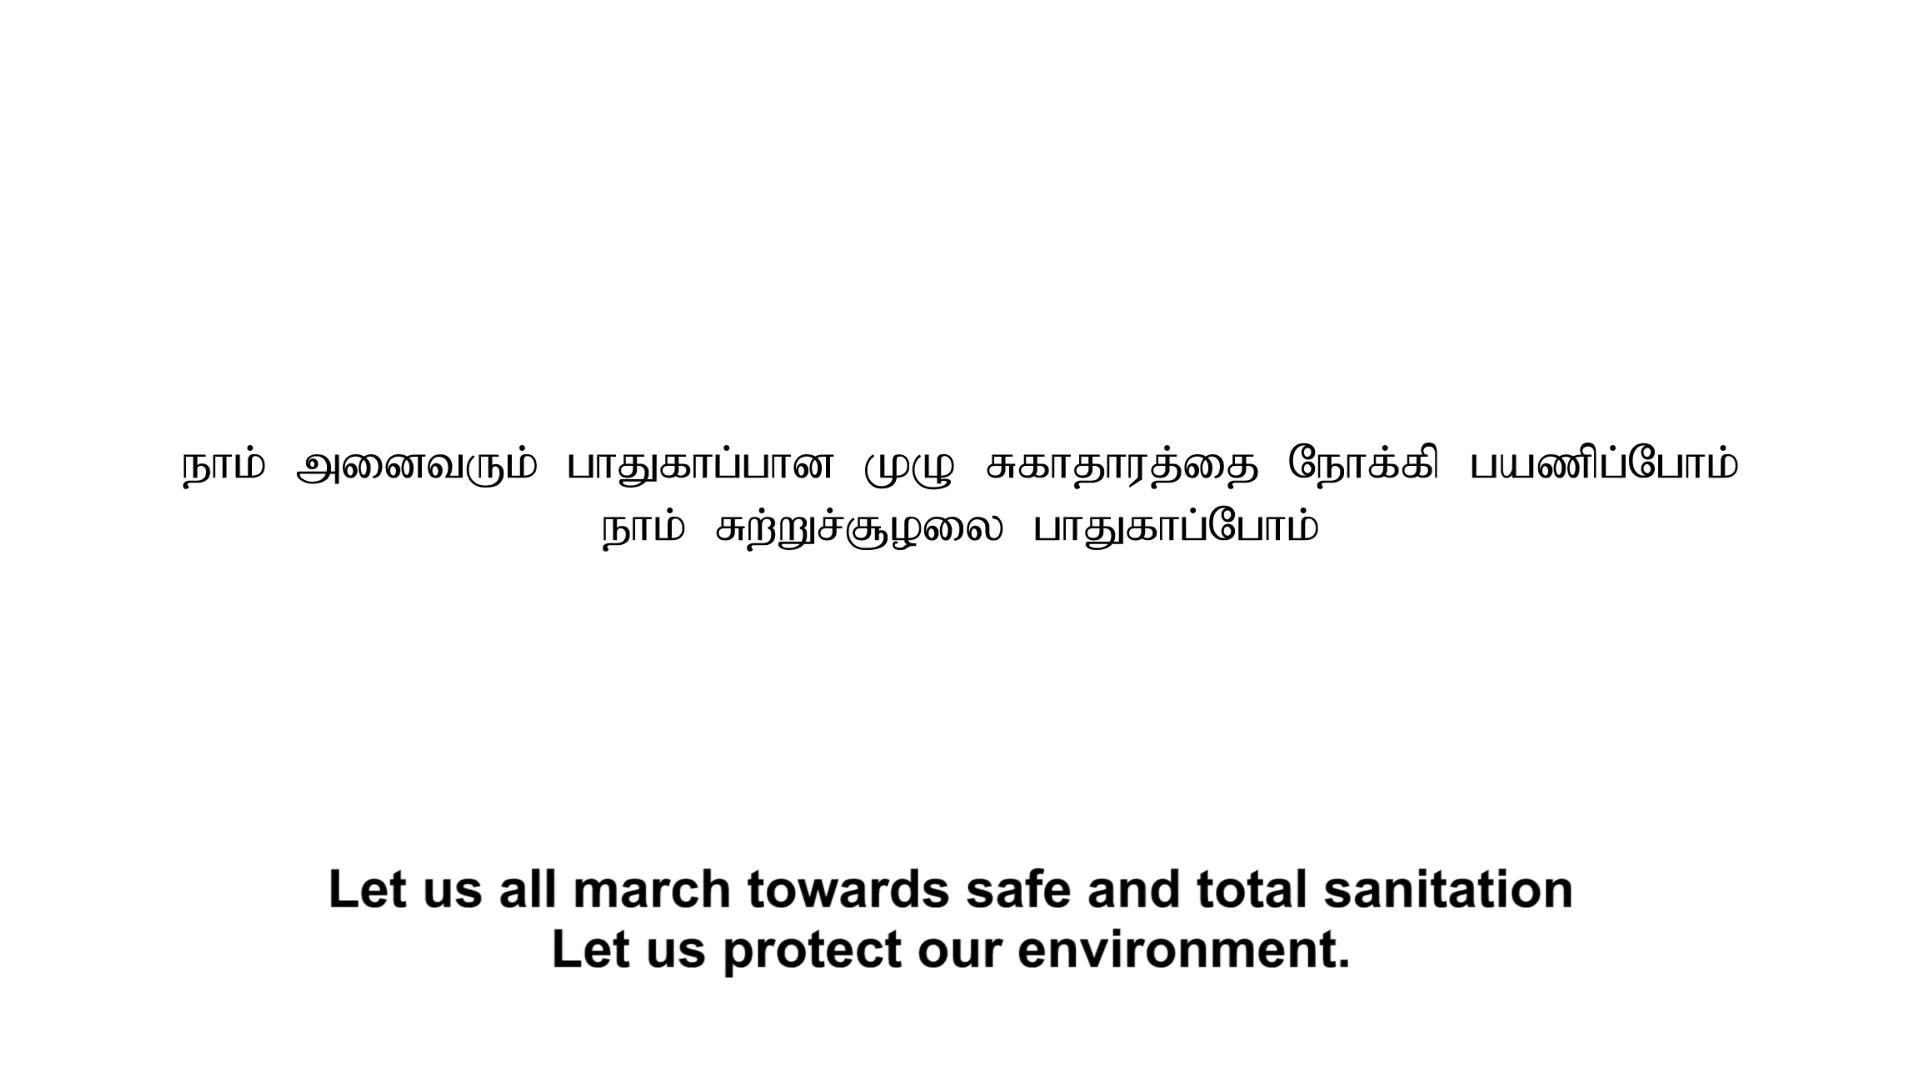 நாம் அனைவரும் பாதுகாப்பான முழு சுகாதாரத்தை நோக்கி பயணிப்போம்
நாம் சுற்றுச்சூழலை பாதுகாப்போம்
Let us all march towards safe and total sanitation
Let us protect our environment.